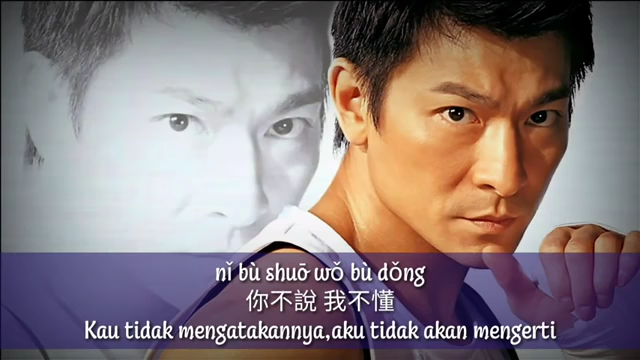 nǐ bù shuō wǒ bù dǒng
你不說 我不懂
Kau tidak mengatakannya,aku tidak akan mengerti